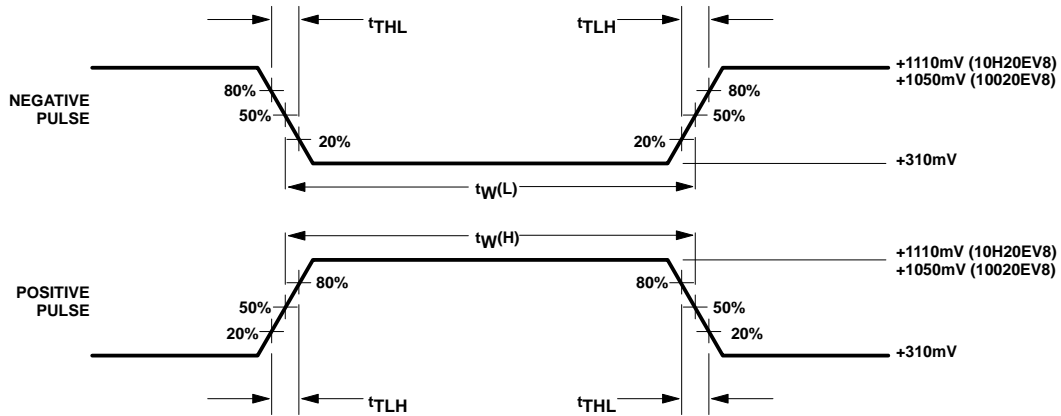 tTHL
tTLH
+1110mV (10H20EV8)
+1050mV (10020EV8)
NEGATIVE
PULSE
80%
50%
20%
80%
50%
20%
+310mV
tW(L)
tW(H)
+1110mV (10H20EV8)
+1050mV (10020EV8)
POSITIVE
PULSE
80%
50%
20%
80%
50%
20%
+310mV
tTLH
tTHL